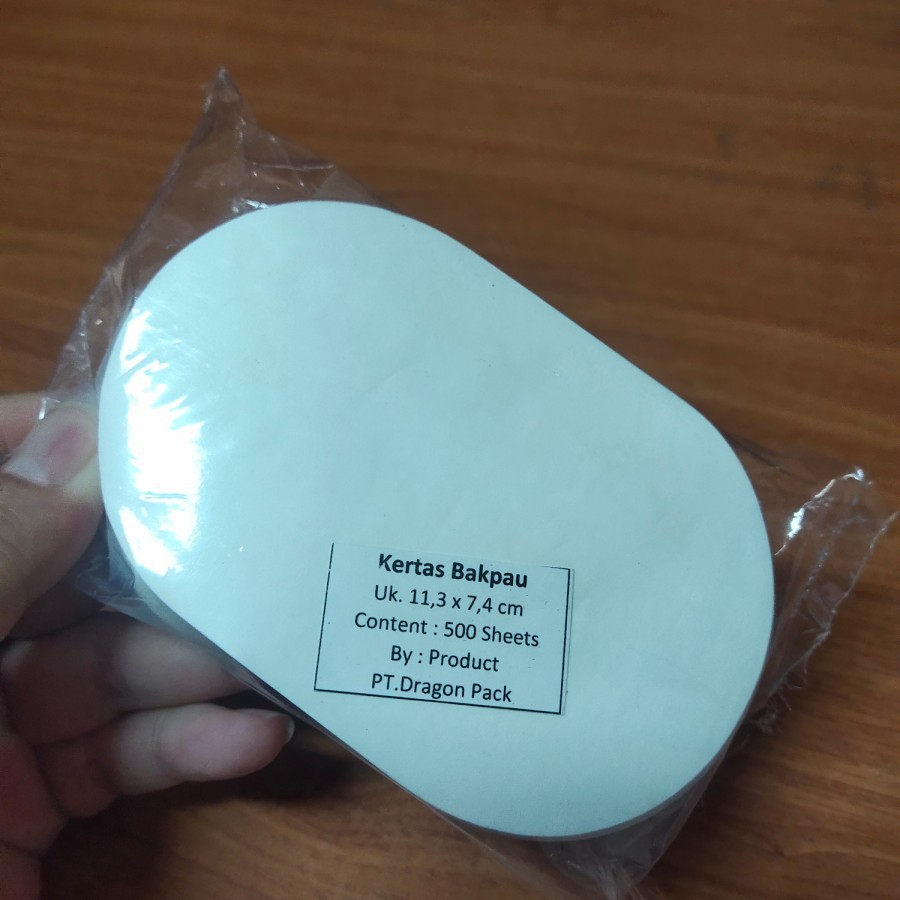 Kertas Bakpau
Uk. 11,3 x 7,4 cm
Content : 500 Sheets
By : Product
PT.Dragon Pack